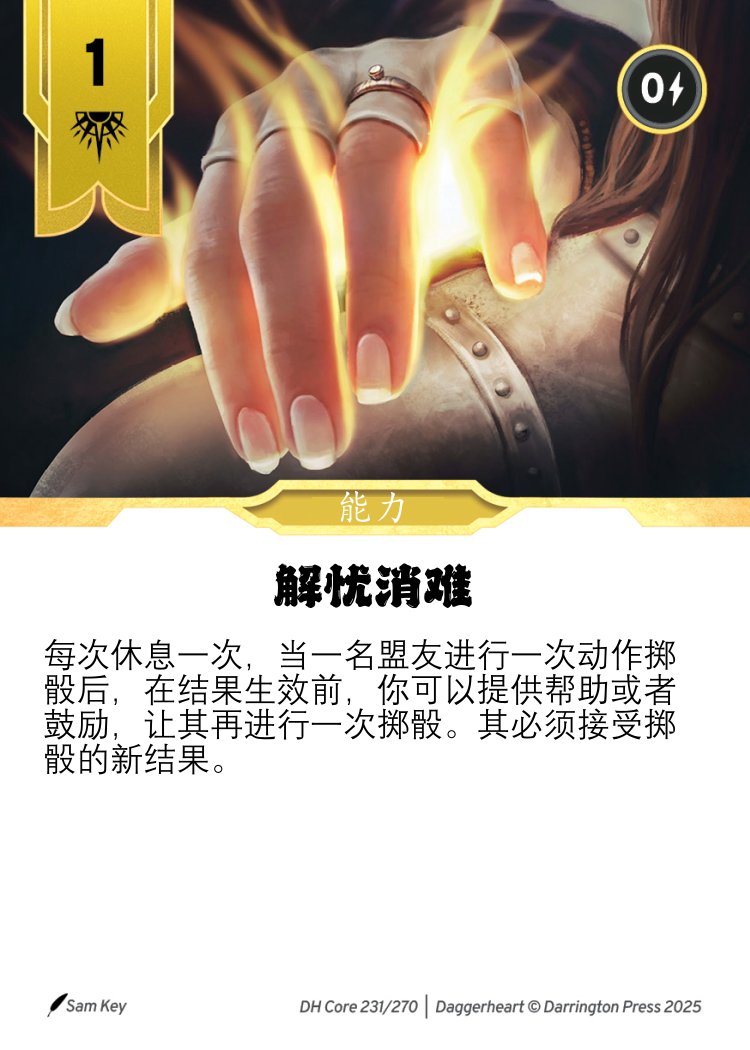 1
0
能力
解忧消难
每次休息一次，当一名盟友进行一次动作掷
骰后，在结果生效前，你可以提供帮助或者
鼓励，让其再进行一次掷骰。其必须接受掷
骰的新结果。
Sam Key
DH Core 231/270 | Daggerheart © Darrington Press 2025